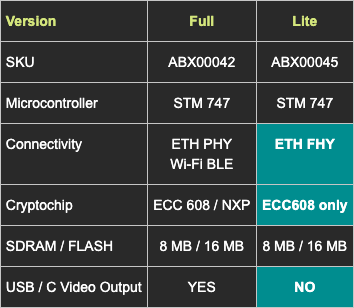 Version Full Lite
SKU ABX00042 ABX00045
Microcontroller STM 747 STM 747
Connectivity ETH PHY ETH FHY
Wi-Fi BLE
Cryptochip ECC 608 / NXP ECC608 only
SDRAM / FLASH 8 MB / 16 MB 8 MB / 16 MB
USB / C Video Output YES NO